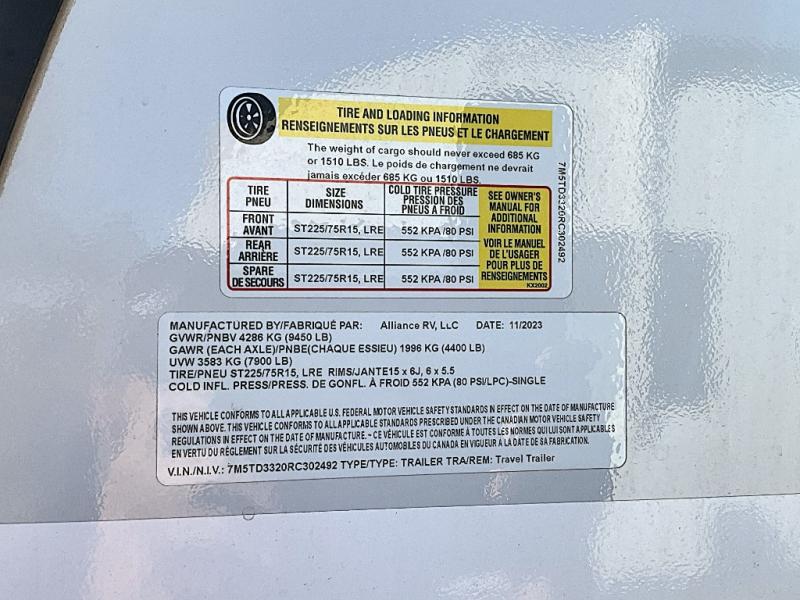 TIRE AND LOADING INFORMATION
RENSEIGNEMENTS SUR LES PNEUS ET LE CHARGEMENT
The weight of cargo should never exceed 685 KG
or 1510 LBS. Le poids de chargement ne devrait
jamais excéder 685 KG ou 1510 LBS.
TIRE PNEU SIZE DIMENSIONS COLD TIRE PRESSURE PRESSION DES PNEUS A FROID
FRONT AVANT ST225/75R15, LRE 552 KPA /80 PSI
REAR ARRIÈRE ST225/75R15, LRE 552 KPA /80 PSI
SPARE DE SECOURS ST225/75R15, LRE 552 KPA /80 PSI
SEE OWNER'S
MANUAL FOR
ADDITIONAL
INFORMATION
VOIR LE MANUEL
DE L'USAGER
POUR PLUS DE
RENSEIGNEMENTS
KX2002
7M5TD3320RC302492
MANUFACTURED BY/FABRIQUÉ PAR: Alliance RV, LLC DATE: 11/2023
GVWR/PNBV 4286 KG (9450 LB)
GAWR (EACH AXLE)/PNBE(CHAQUE ESSIEU) 1996 KG (4400 LB)
UVW 3583 KG (7900 LB)
TIRE/PNEU ST225/75R15, LRE RIMS/JANTE15 x 6J, 6 x 5.5
COLD INFL. PRESS/PRESS. DE GONFL. À FROID 552 KPA (80 PSI/LPC)-SINGLE
THIS VEHICLE CONFORMS TO ALL APPLICABLE U.S. FEDERAL MOTOR VEHICLE SAFETY STANDARDS IN EFFECT ON THE DATE OF MANUFACTURE
SHOWN ABOVE. THIS VEHICLE CONFORMS TO ALL APPLICABLE STANDARDS PRESCRIBED UNDER THE CANADIAN MOTOR VEHICLE SAFETY
REGULATIONS IN EFFECT ON THE DATE OF MANUFACTURE. - CE VÉHICULE EST CONFORME À TOUTES LES NORMES QUI LUI SONT APPLICABLES
EN VERTU DU RÈGLEMENT SUR LA SÉCURITÉ DES VÉHICULES AUTOMOBILES DU CANADA EN VIGUEUR A LA DATE DE SA FABRICATION.
V.I.N./N.I.V.: 7M5TD3320RC302492 TYPE/TYPE: TRAILER TRA/REM: Travel Trailer